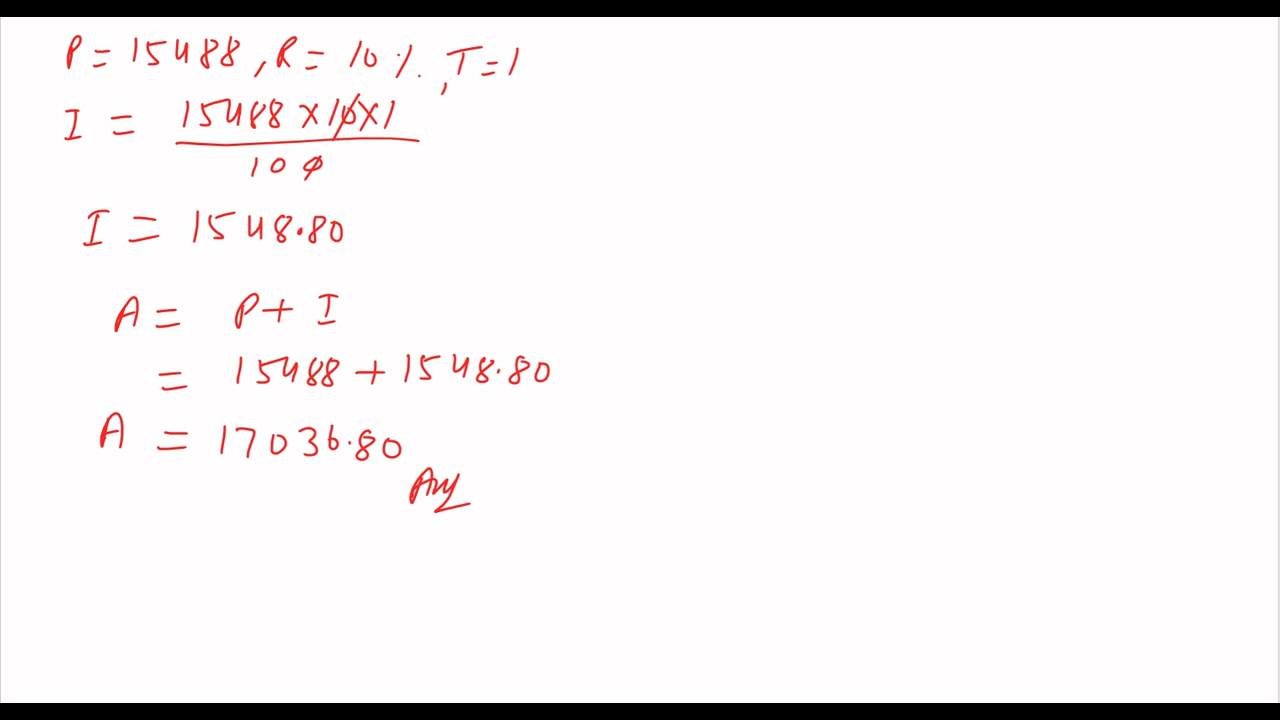 P = 15488, R = 10%, T = 1
I = 15488 × 10 × 1
100
I = 1548.80
A = P + I
= 15488 + 1548.80
A = 17036.80
Ans